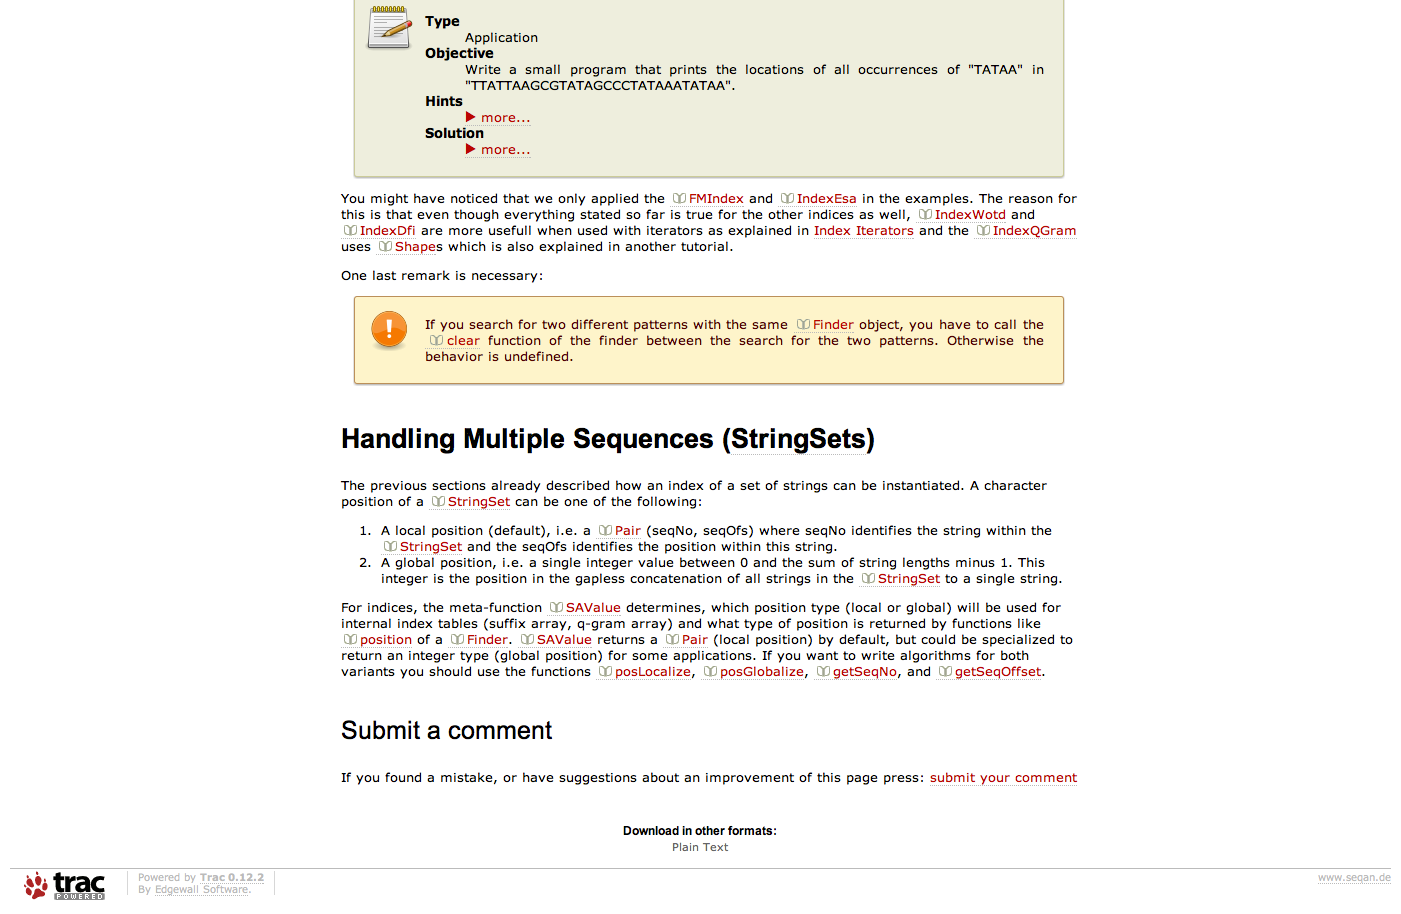 Type
Application
Objective
Write a small program that prints the locations of all occurrences of "TATAA" in
"TTATTAAGCGTATAGCCCTATAAATATAA".
Hints
▶ more...
Solution
▶ more...
You might have noticed that we only applied the FMIndex and IndexEsa in the examples. The reason for
this is that even though everything stated so far is true for the other indices as well, IndexWotd and
IndexDfi are more usefull when used with iterators as explained in Index Iterators and the IndexQGram
uses Shapes which is also explained in another tutorial.
One last remark is necessary:
If you search for two different patterns with the same Finder object, you have to call the
clear function of the finder between the search for the two patterns. Otherwise the
behavior is undefined.
Handling Multiple Sequences (StringSets)
The previous sections already described how an index of a set of strings can be instantiated. A character
position of a StringSet can be one of the following:
1. A local position (default), i.e. a Pair (seqNo, seqOfs) where seqNo identifies the string within the
StringSet and the seqOfs identifies the position within this string.
2. A global position, i.e. a single integer value between 0 and the sum of string lengths minus 1. This
integer is the position in the gapless concatenation of all strings in the StringSet to a single string.
For indices, the meta-function SAValue determines, which position type (local or global) will be used for
internal index tables (suffix array, q-gram array) and what type of position is returned by functions like
position of a Finder. SAValue returns a Pair (local position) by default, but could be specialized to
return an integer type (global position) for some applications. If you want to write algorithms for both
variants you should use the functions posLocalize, posGlobalize, getSeqNo, and getSeqOffset.
Submit a comment
If you found a mistake, or have suggestions about an improvement of this page press: submit your comment
Download in other formats:
Plain Text
trac
POWERED
Powered by Trac 0.12.2
By Edgewall Software.
www.seqan.de